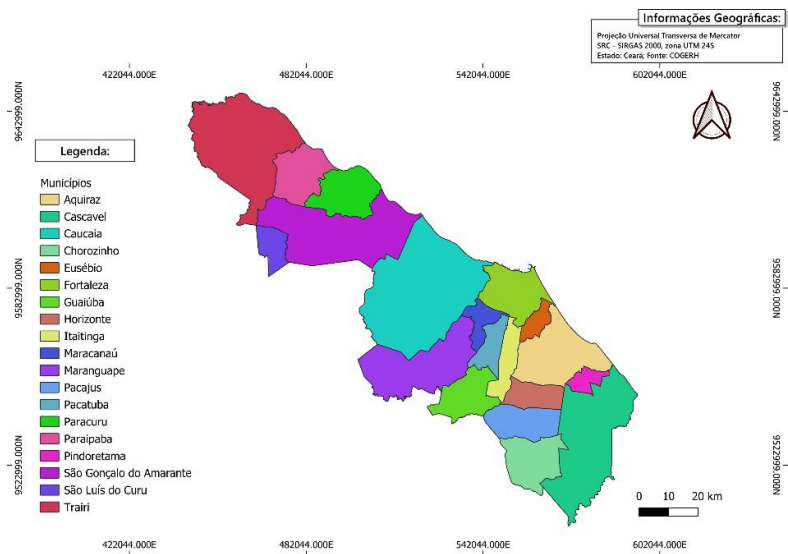 Informações Geográficas:
Projeção Universal Transversa de Mercator
SRC - SIRGAS 2000, zona UTM 24S
Estado: Ceará; Fonte: COGERH
422044.000E
482044.000E
542044.000E
602044.000E
9642999.000N
9642999.000N
9582999.000N
9582999.000N
9522999.000N
9522999.000N
Legenda:
Municípios
Aquiraz
Cascavel
Caucaia
Chorozinho
Eusébio
Fortaleza
Guaiúba
Horizonte
Itaitinga
Maracanaú
Maranguape
Pacajus
Pacatuba
Paracuru
Paraipaba
Pindoretama
São Gonçalo do Amarante
São Luís do Curu
Trairi
0 10 20 km
422044.000E
482044.000E
542044.000E
602044.000E